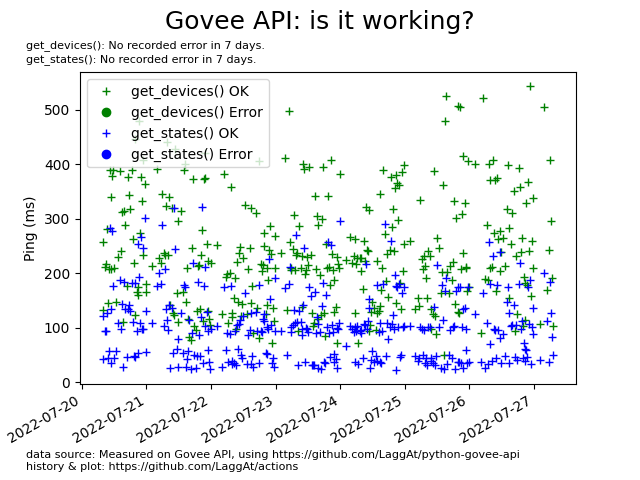 Govee API: is it working?
get_devices(): No recorded error in 7 days.
get_states(): No recorded error in 7 days.
get_devices() OK
get_devices() Error
get_states() OK
get_states() Error
Ping (ms)
500
400
300
200
100
0
2022-07-20
2022-07-21
2022-07-22
2022-07-23
2022-07-24
2022-07-25
2022-07-26
2022-07-27
data source: Measured on Govee API, using https://github.com/LaggAt/python-govee-api
history & plot: https://github.com/LaggAt/actions